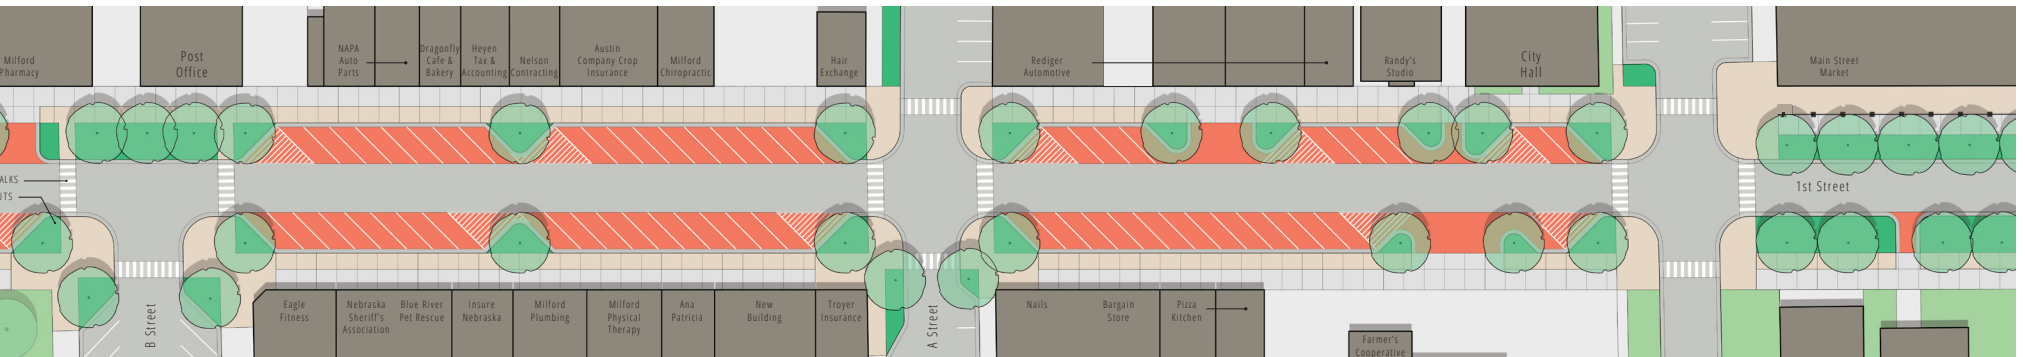 Milford
Pharmacy
Post
Office
NAPA
Auto
Parts
Dragonfly
Cafe &
Bakery
Heyen
Tax &
Accounting
Nelson
Contracting
Austin
Company Crop
Insurance
Milford
Chiropractic
Hair
Exchange
Rediger
Automotive
Randy's
Studio
City
Hall
Main Street
Market
ALKS
UTS
1st Street
B Street
Eagle
Fitness
Nebraska
Sheriff's
Association
Blue River
Pet Rescue
Insure
Nebraska
Milford
Plumbing
Milford
Physical
Therapy
Ana
Patricia
New
Building
Troyer
Insurance
A Street
Nails
Bargain
Store
Pizza
Kitchen
Farmer's
Cooperative